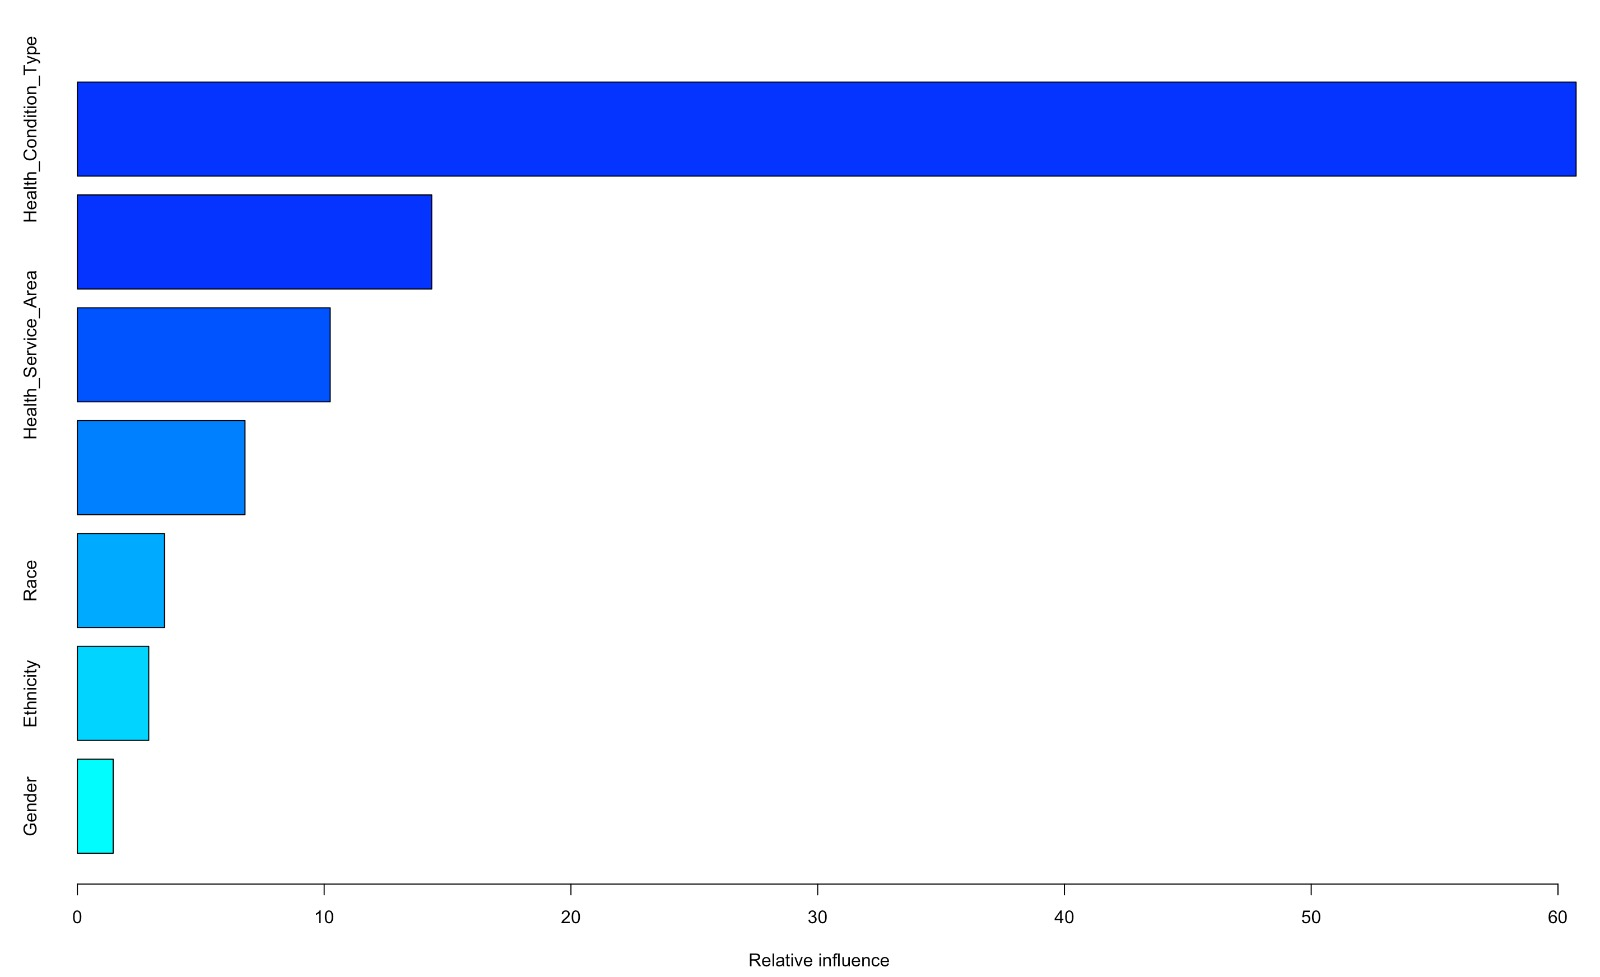 Health_Condition_Type
Health_Service_Area
Race
Ethnicity
Gender
0 10 20 30 40 50 60
Relative influence